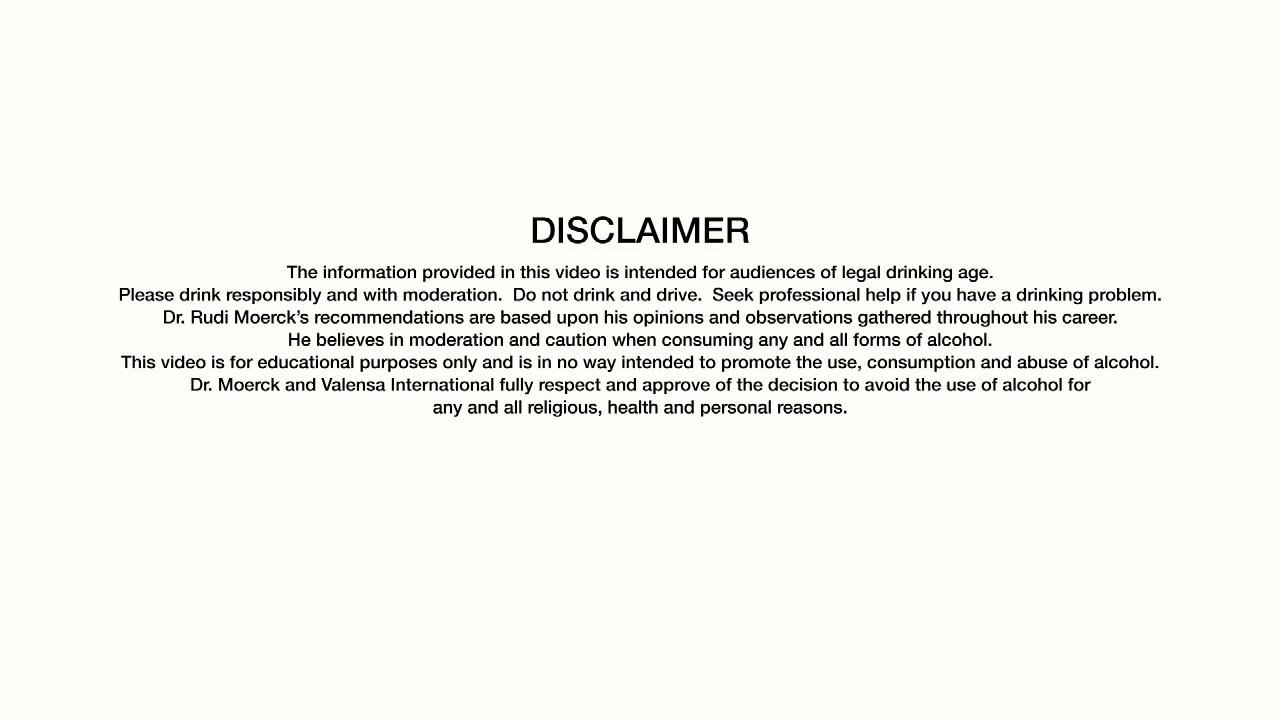 DISCLAIMER
The information provided in this video is intended for audiences of legal drinking age.
Please drink responsibly and with moderation.  Do not drink and drive.  Seek professional help if you have a drinking problem.
Dr. Rudi Moerck’s recommendations are based upon his opinions and observations gathered throughout his career.
He believes in moderation and caution when consuming any and all forms of alcohol.
This video is for educational purposes only and is in no way intended to promote the use, consumption and abuse of alcohol.
Dr. Moerck and Valensa International fully respect and approve of the decision to avoid the use of alcohol for
any and all religious, health and personal reasons.